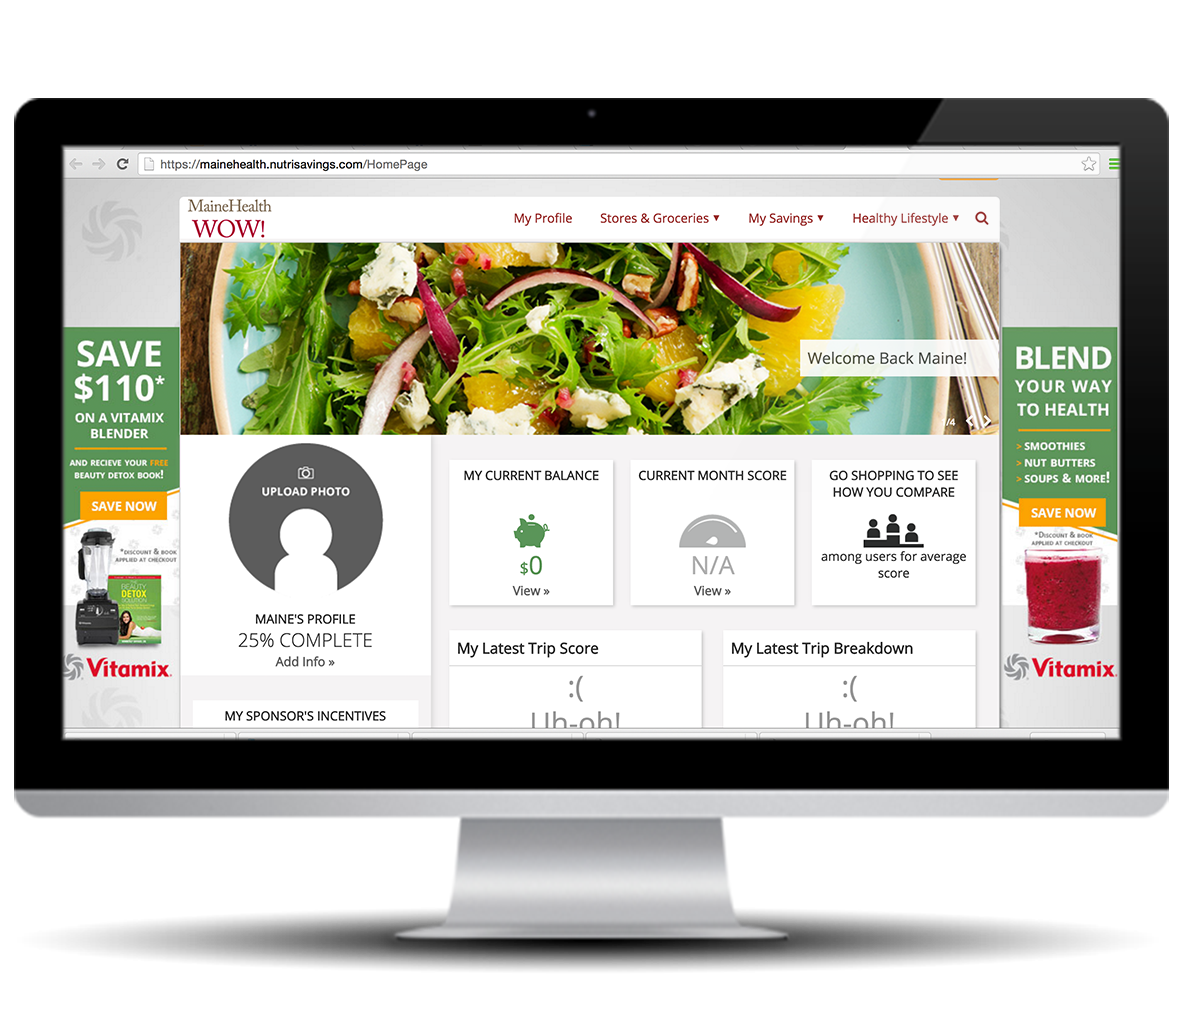 https://mainehealth.nutrisavings.com/HomePage
MaineHealth
WOW!
My Profile
Stores & Groceries ▼
My Savings ▼
Healthy Lifestyle ▼
Welcome Back Maine!
/4
SAVE
$110*
ON A VITAMIX
BLENDER
AND RECIEVE YOUR FREE
BEAUTY DETOX BOOK!
SAVE NOW
*DISCOUNT & BOOK
APPLIED AT CHECKOUT
BEAUTY
DETOX
SOLUTION
Vitamix.
UPLOAD PHOTO
MAINE'S PROFILE
25% COMPLETE
Add Info »
MY SPONSOR'S INCENTIVES
MY CURRENT BALANCE
$0
View »
CURRENT MONTH SCORE
N/A
View »
GO SHOPPING TO SEE
HOW YOU COMPARE
among users for average
score
My Latest Trip Score
:(
Uh-oh!
My Latest Trip Breakdown
:(
Uh-oh!
BLEND
YOUR WAY
TO HEALTH
> SMOOTHIES
> NUT BUTTERS
> SOUPS & MORE!
SAVE NOW
*DISCOUNT & BOOK
APPLIED AT CHECKOUT
Vitamix.